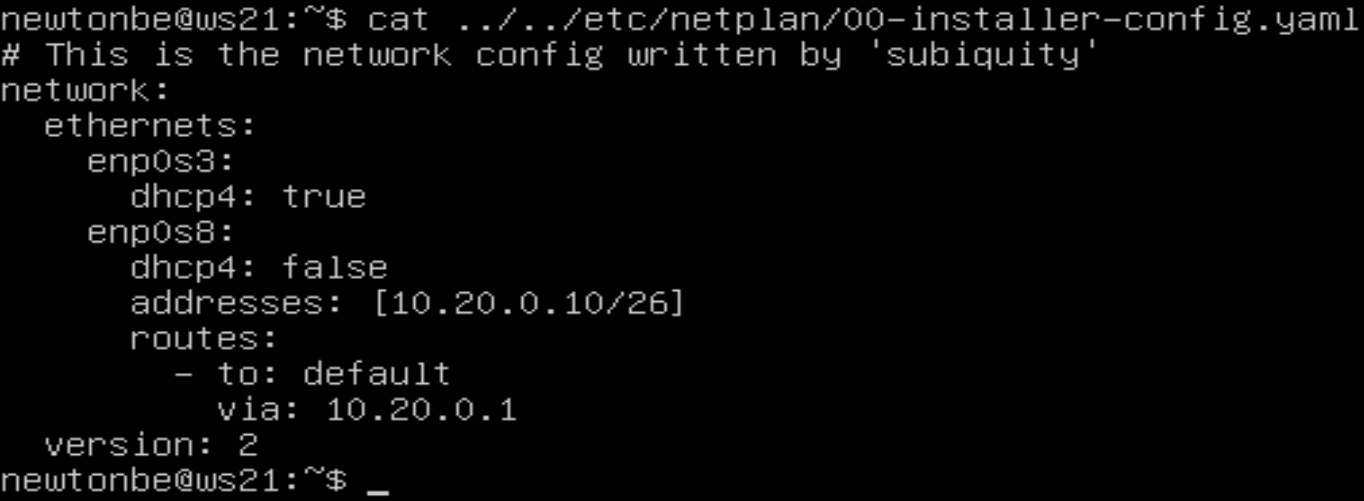 newtonbe@ws21:~$ cat ../../etc/netplan/00-installer-config.yaml
# This is the network config written by 'subiquity'
network:
  ethernets:
    enp0s3:
      dhcp4: true
    enp0s8:
      dhcp4: false
      addresses: [10.20.0.10/26]
      routes:
        - to: default
          via: 10.20.0.1
  version: 2
newtonbe@ws21:~$ _